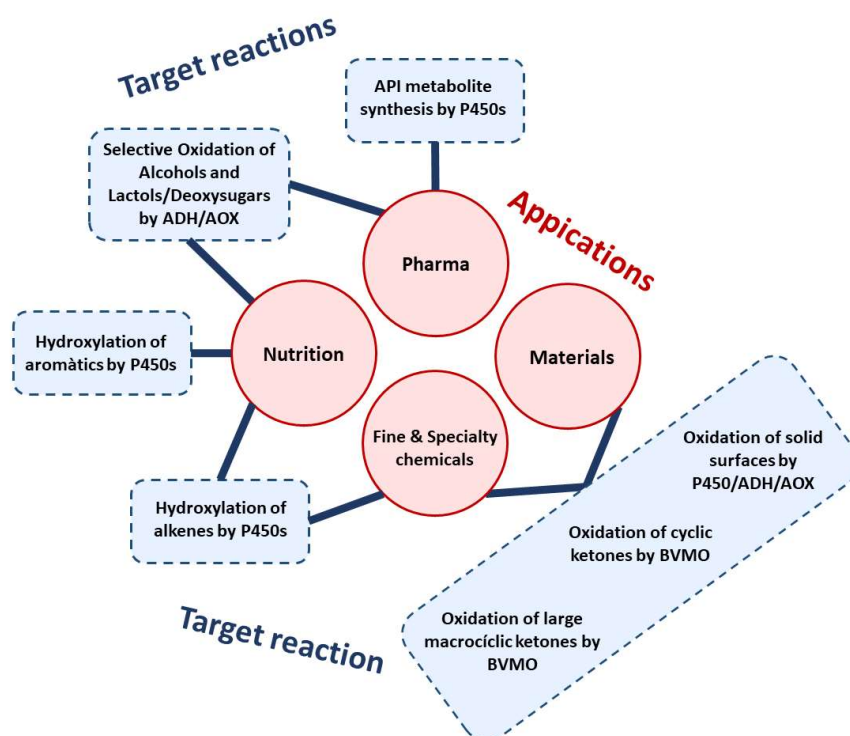 Target reactions
API metabolite
synthesis by P450s
Selective Oxidation of
Alcohols and
Lactols/Deoxysugars
by ADH/AOX
Appications
Pharma
Hydroxylation of
aromàtics by P450s
Nutrition
Materials
Fine & Specialty
chemicals
Oxidation of solid
surfaces by
P450/ADH/AOX
Hydroxylation of
alkenes by P450s
Oxidation of cyclic
ketones by BVMO
Oxidation of large
macrocíclic ketones by
BVMO
Target reaction